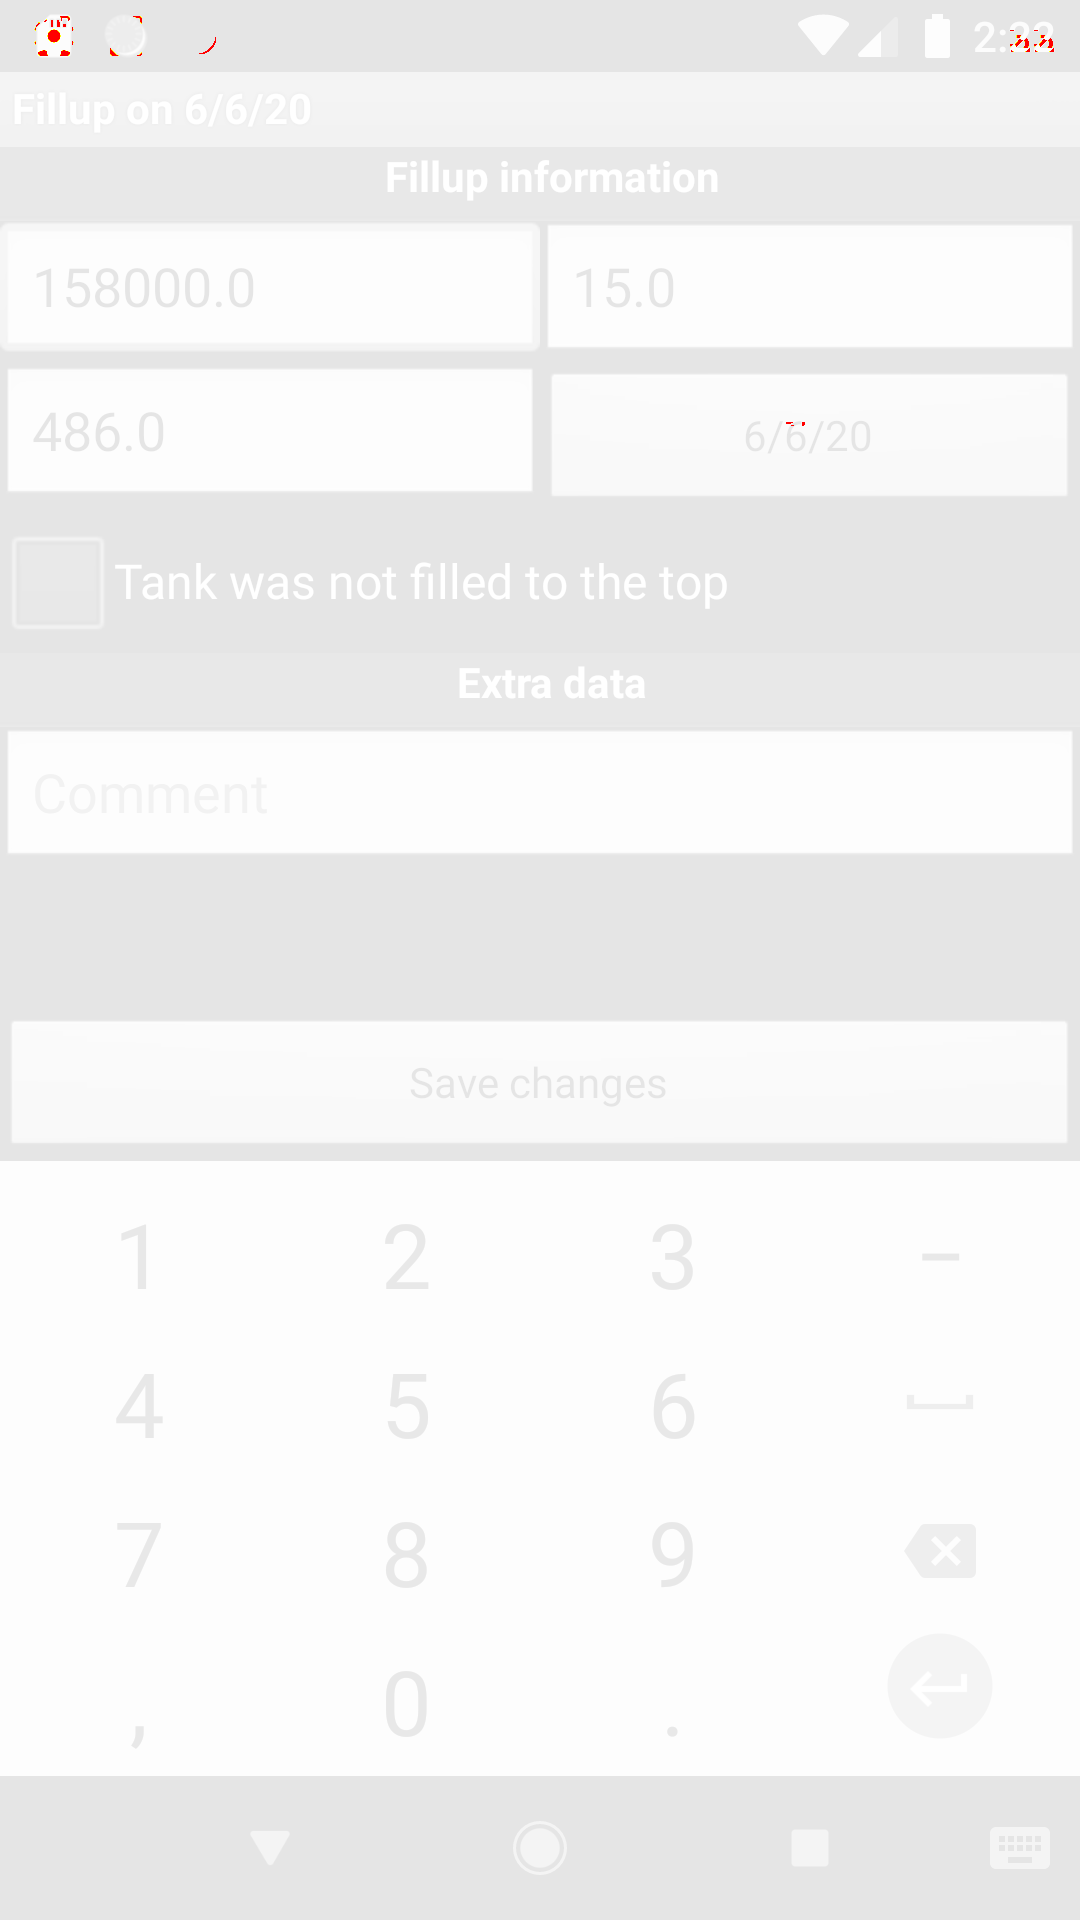 Fillup on 6/6/20
Fillup information
158000.0 15.0
486.0 6/6/20
Tank was not filled to the top
Extra data
Comment
Save changes
1 2 3 –
4 5 6
7 8 9
, 0 .